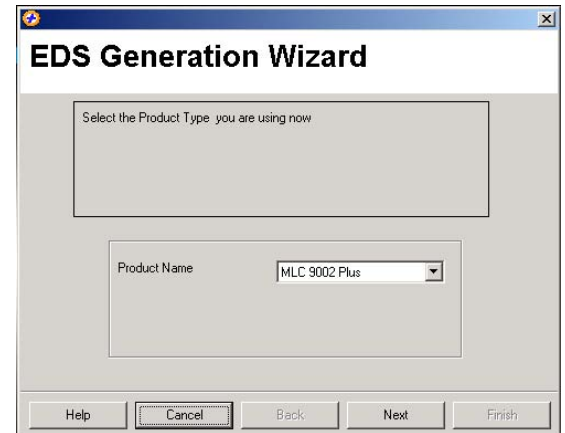 EDS Generation Wizard
Select the Product Type you are using now
Product Name
MLC 9002 Plus
Help
Cancel
Back
Next
Finish